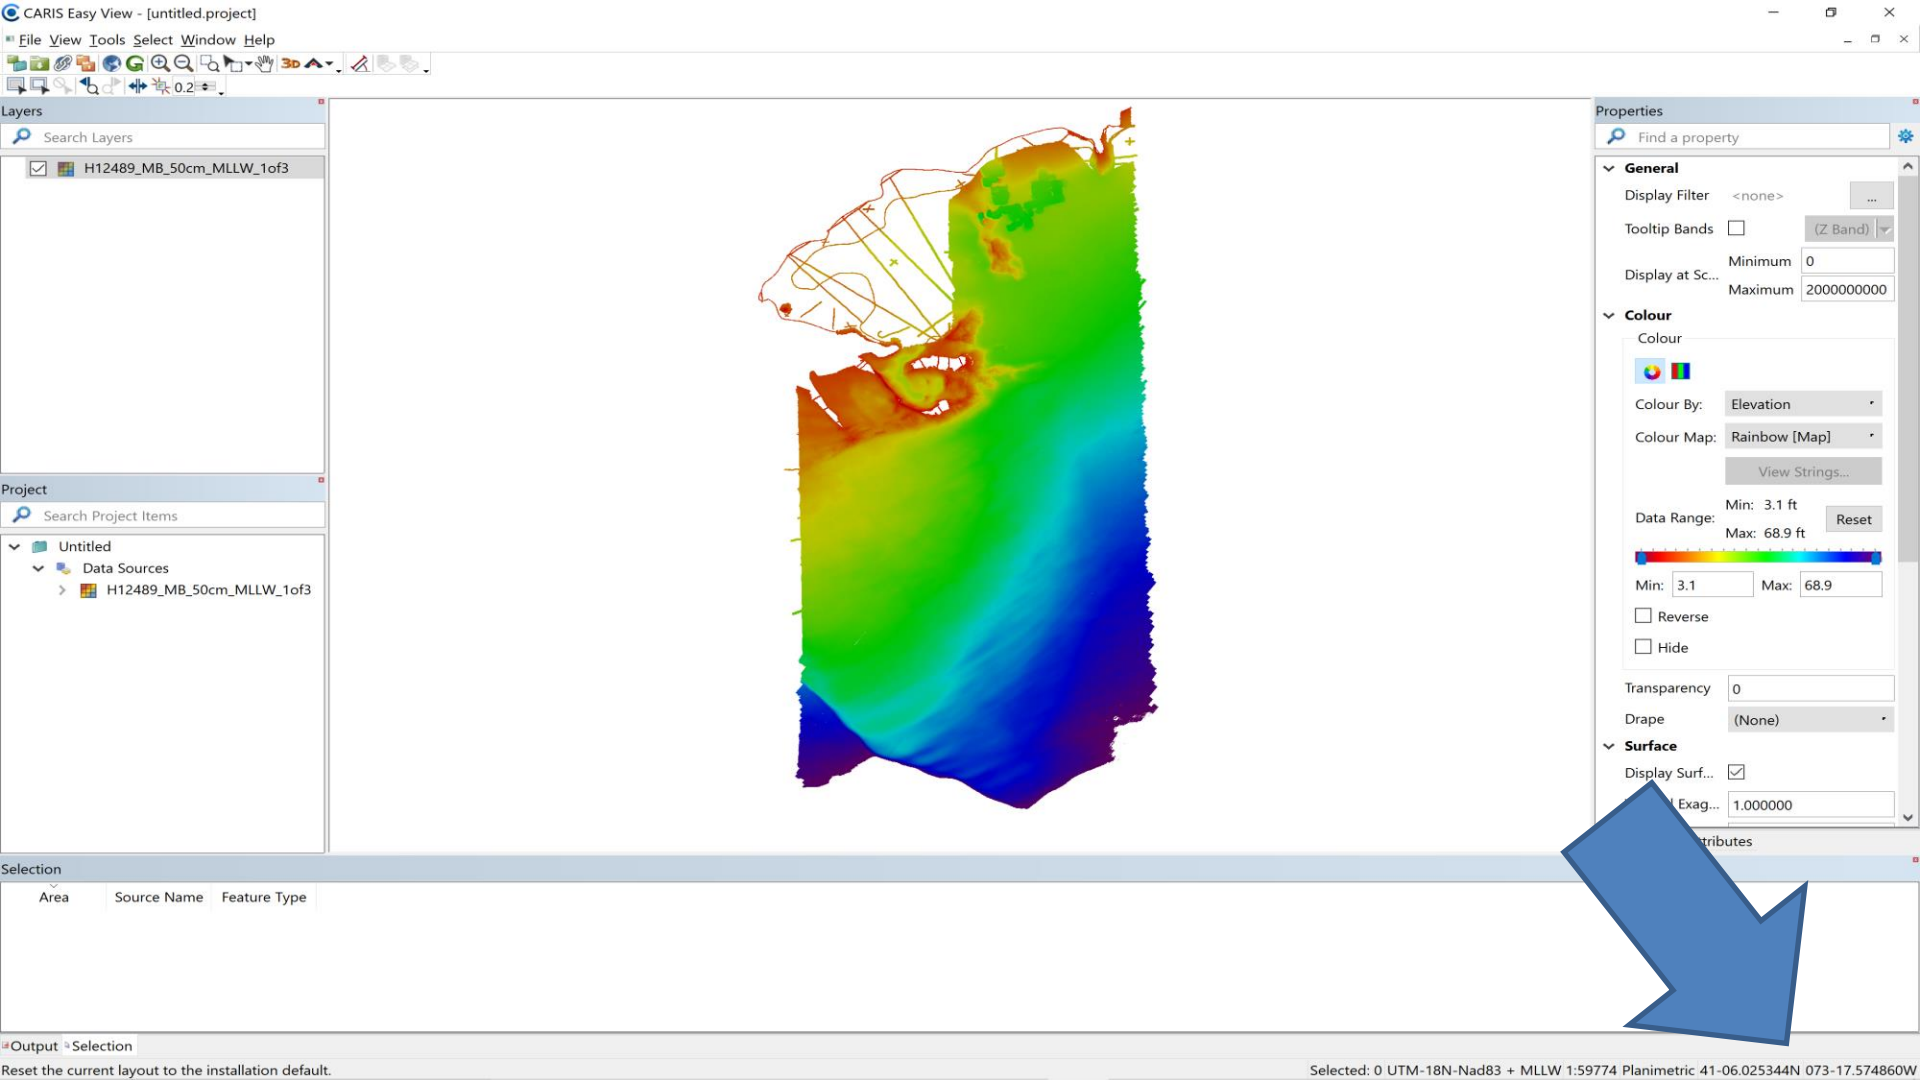 CARIS Easy View - [untitled.project]
File View Tools Select Window Help
3D
0.2
Layers
Search Layers
H12489_MB_50cm_MLLW_1of3
Project
Search Project Items
Untitled
Data Sources
H12489_MB_50cm_MLLW_1of3
Properties
Find a property
General
Display Filter <none> ...
Tooltip Bands (Z Band)
Display at Sc... Minimum 0
Maximum 2000000000
Colour
Colour
Colour By: Elevation
Colour Map: Rainbow [Map]
View Strings...
Data Range: Min: 3.1 ft
Max: 68.9 ft Reset
Min: 3.1 Max: 68.9
Reverse
Hide
Transparency 0
Drape (None)
Surface
Display Surf...
Exag... 1.000000
Selection
Area Source Name Feature Type
Output Selection
Reset the current layout to the installation default.
Selected: 0 UTM-18N-Nad83 + MLLW 1:59774 Planimetric 41-06.025344N 073-17.574860W